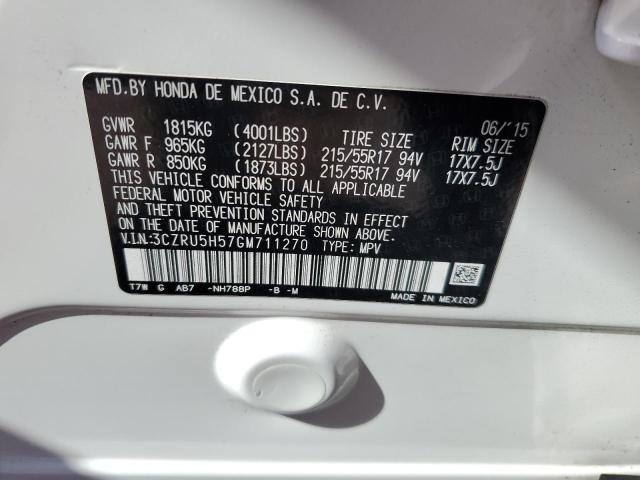 MFD.BY HONDA DE MEXICO S.A. DE C.V.
06/'15
GVWR 1815KG (4001LBS) TIRE SIZE RIM SIZE
GAWR F 965KG (2127LBS) 215/55R17 94V 17X7.5J
GAWR R 850KG (1873LBS) 215/55R17 94V 17X7.5J
THIS VEHICLE CONFORMS TO ALL APPLICABLE
FEDERAL MOTOR VEHICLE SAFETY
AND THEFT PREVENTION STANDARDS IN EFFECT
ON THE DATE OF MANUFACTURE SHOWN ABOVE.
V.I.N.:3CZRU5H57GM711270 TYPE: MPV
T7W G AB7 -NH788P -B -M
MADE IN MEXICO